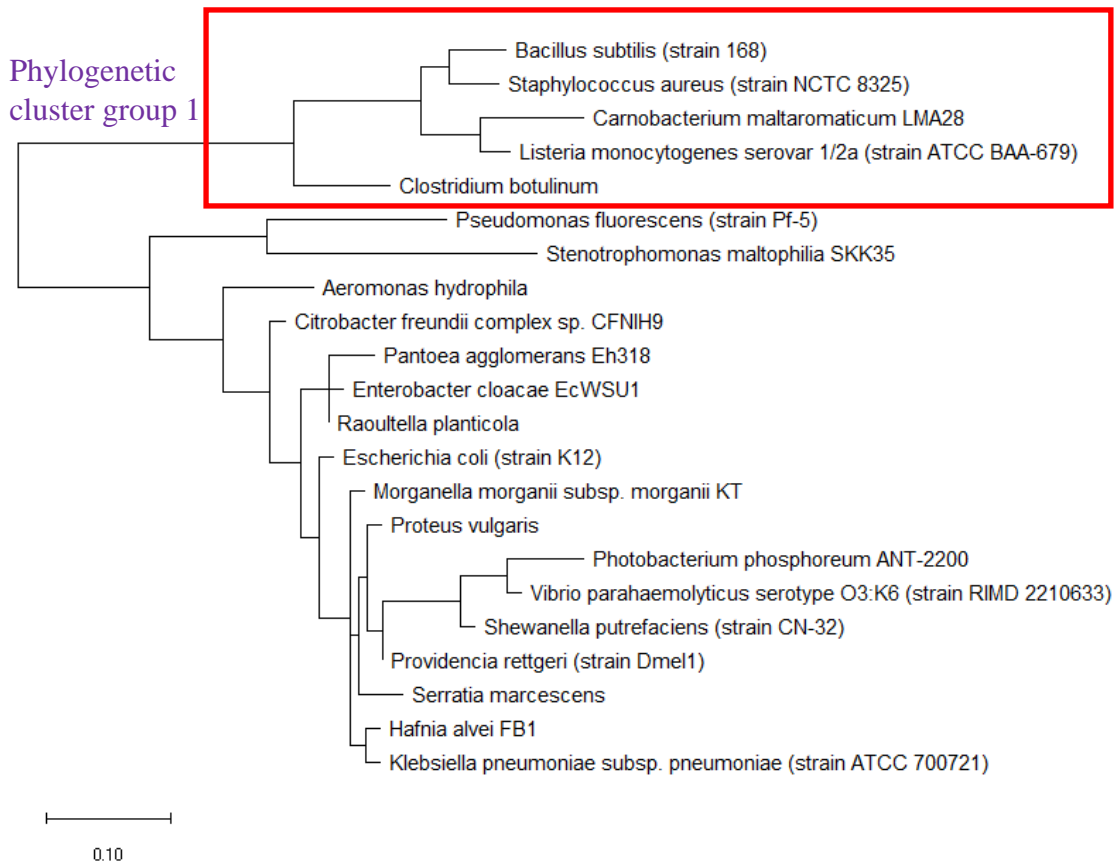 Phylogenetic
cluster group 1
Bacillus subtilis (strain 168)
Staphylococcus aureus (strain NCTC 8325)
Carnobacterium maltaromaticum LMA28
Listeria monocytogenes serovar 1/2a (strain ATCC BAA-679)
Clostridium botulinum
Pseudomonas fluorescens (strain Pf-5)
Stenotrophomonas maltophilia SKK35
Aeromonas hydrophila
Citrobacter freundii complex sp. CFNIH9
Pantoea agglomerans Eh318
Enterobacter cloacae EcWSU1
Raoultella planticola
Escherichia coli (strain K12)
Morganella morganii subsp. morganii KT
Proteus vulgaris
Photobacterium phosphoreum ANT-2200
Vibrio parahaemolyticus serotype O3:K6 (strain RIMD 2210633)
Shewanella putrefaciens (strain CN-32)
Providencia rettgeri (strain Dmel1)
Serratia marcescens
Hafnia alvei FB1
Klebsiella pneumoniae subsp. pneumoniae (strain ATCC 700721)
0.10